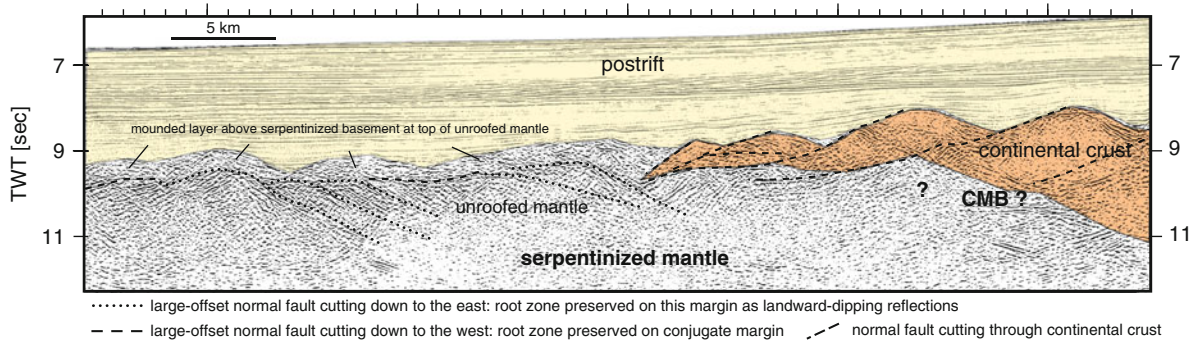 5 km
7
postrift
7
mounded layer above serpentinized basement at top of unroofed mantle
TWT [sec]
9
continental crust
9
?
CMB ?
unroofed mantle
11
serpentinized mantle
11
large-offset normal fault cutting down to the east: root zone preserved on this margin as landward-dipping reflections
large-offset normal fault cutting down to the west: root zone preserved on conjugate margin
normal fault cutting through continental crust